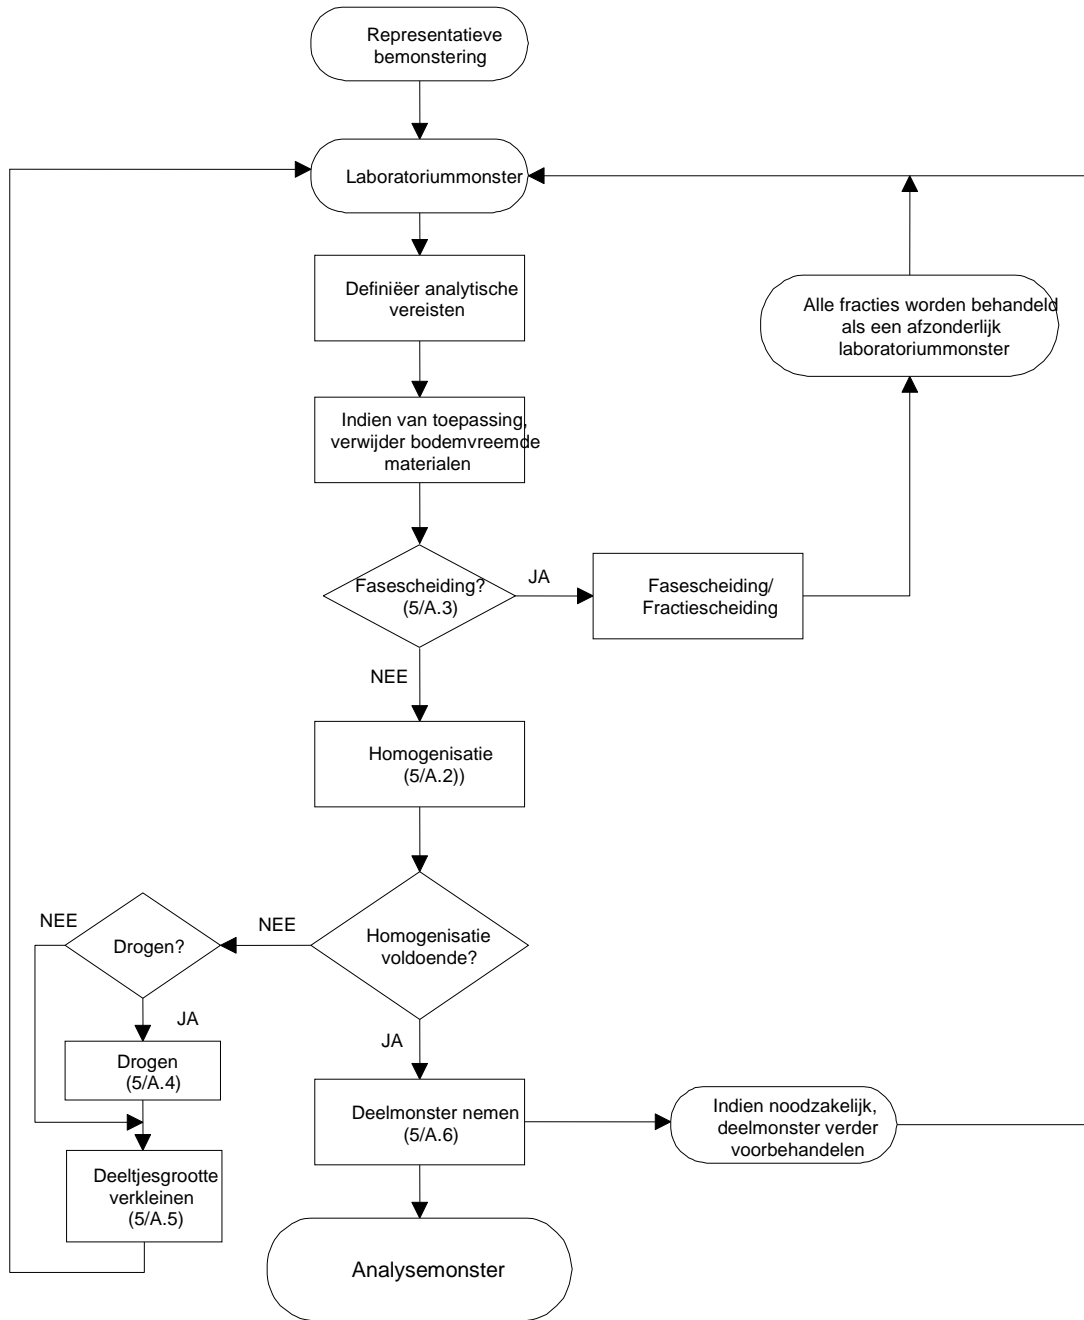 Representatieve
bemonstering
Laboratoriummonster
Definiëer analytische
vereisten
Alle fracties worden behandeld
als een afzonderlijk
laboratoriummonster
Indien van toepassing,
verwijder bodemvreemde
materialen
Fasescheiding?
(5/A.3)
JA
Fasescheiding/
Fractiescheiding
NEE
Homogenisatie
(5/A.2))
Homogenisatie
voldoende?
NEE
Drogen?
NEE
JA
Drogen
(5/A.4)
Deeltjesgrootte
verkleinen
(5/A.5)
JA
Deelmonster nemen
(5/A.6)
Indien noodzakelijk,
deelmonster verder
voorbehandelen
Analysemonster